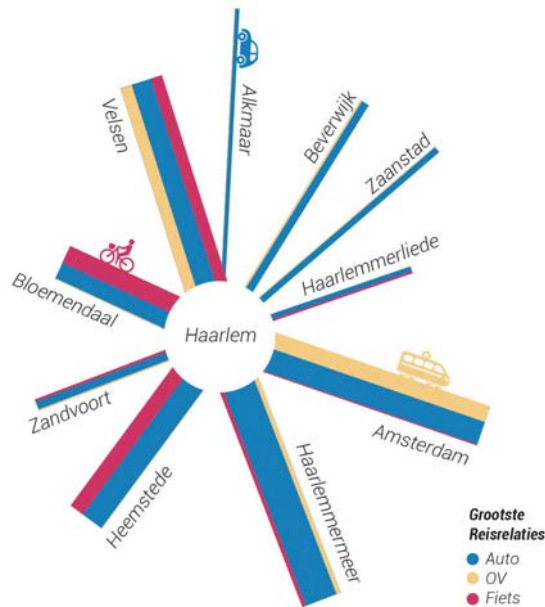 Alkmaar
Velsen
Beverwijk
Zaanstad
Haarlemmerliede
Bloemendaal
Haarlem
Zandvoort
Amsterdam
Heemstede
Haarlemmermeer
Grootste
Reisrelaties
Auto
OV
Fiets